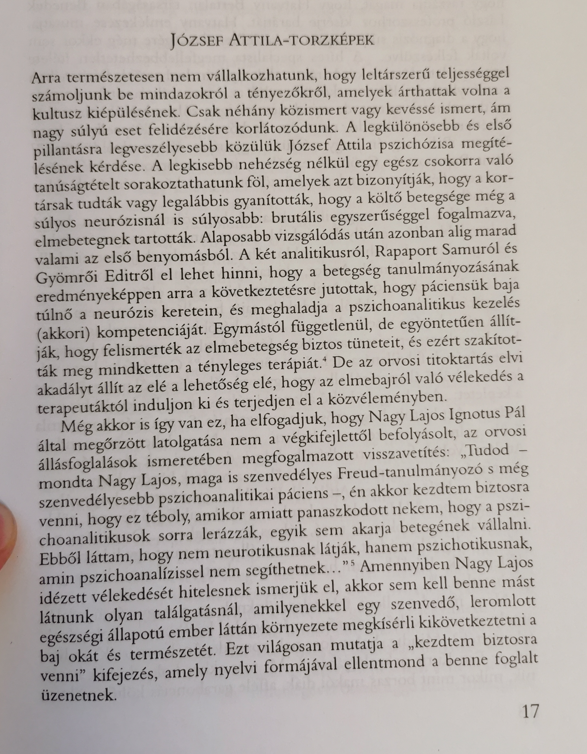 JÓZSEF ATTILA-TORZKÉPEK
Arra természetesen nem vállalkozhatunk, hogy leltárszerű teljességgel
számoljunk be mindazokról a tényezőkről, amelyek árthattak volna a
kultusz kiépülésének. Csak néhány közismert vagy kevéssé ismert, ám
nagy súlyú eset felidézésére korlátozódunk. A legkülönösebb és első
pillantásra legveszélyesebb közülük József Attila pszichózisa megíté-
lésének kérdése. A legkisebb nehézség nélkül egy egész csokorra való
tanúságtételt sorakoztathatunk föl, amelyek azt bizonyítják, hogy a kor-
társak tudták vagy legalábbis gyanították, hogy a költő betegsége még a
súlyos neurózisnál is súlyosabb: brutális egyszerűséggel fogalmazva,
elmebetegnek tartották. Alaposabb vizsgálódás után azonban alig marad
valami az első benyomásból. A két analitikusról, Rapaport Samuról és
Gyömrői Editről el lehet hinni, hogy a betegség tanulmányozásának
eredményeképpen arra a következtetésre jutottak, hogy páciensük baja
túlnő a neurózis keretein, és meghaladja a pszichoanalitikus kezelés
(akkori) kompetenciáját. Egymástól függetlenül, de egyöntetűen állít-
ják, hogy felismerték az elmebetegség biztos tüneteit, és ezért szakítot-
ták meg mindketten a tényleges terápiát.⁴ De az orvosi titoktartás elvi
akadályt állít az elé a lehetőség elé, hogy az elmebajról való vélekedés a
terapeutáktól induljon ki és terjedjen el a közvéleményben.
Még akkor is így van ez, ha elfogadjuk, hogy Nagy Lajos Ignotus Pál
által megőrzött latolgatása nem a végkifejlettől befolyásolt, az orvosi
állásfoglalások ismeretében megfogalmazott visszavetítés: „Tudod –
mondta Nagy Lajos, maga is szenvedélyes Freud-tanulmányozó s még
szenvedélyesebb pszichoanalitikai páciens –, én akkor kezdtem biztosra
venni, hogy ez téboly, amikor amiatt panaszkodott nekem, hogy a pszi-
choanalitikusok sorra lerázzák, egyik sem akarja betegének vállalni.
Ebből láttam, hogy nem neurotikusnak látják, hanem pszichotikusnak,
amin pszichoanalízissel nem segíthetnek...”⁵ Amennyiben Nagy Lajos
idézett vélekedését hitelesnek ismerjük el, akkor sem kell benne mást
látnunk olyan találgatásnál, amilyenekkel egy szenvedő, leromlott
egészségi állapotú ember láttán környezete megkísérli kikövetkeztetni a
baj okát és természetét. Ezt világosan mutatja a „kezdtem biztosra
venni” kifejezés, amely nyelvi formájával ellentmond a benne foglalt
üzenetnek.
17